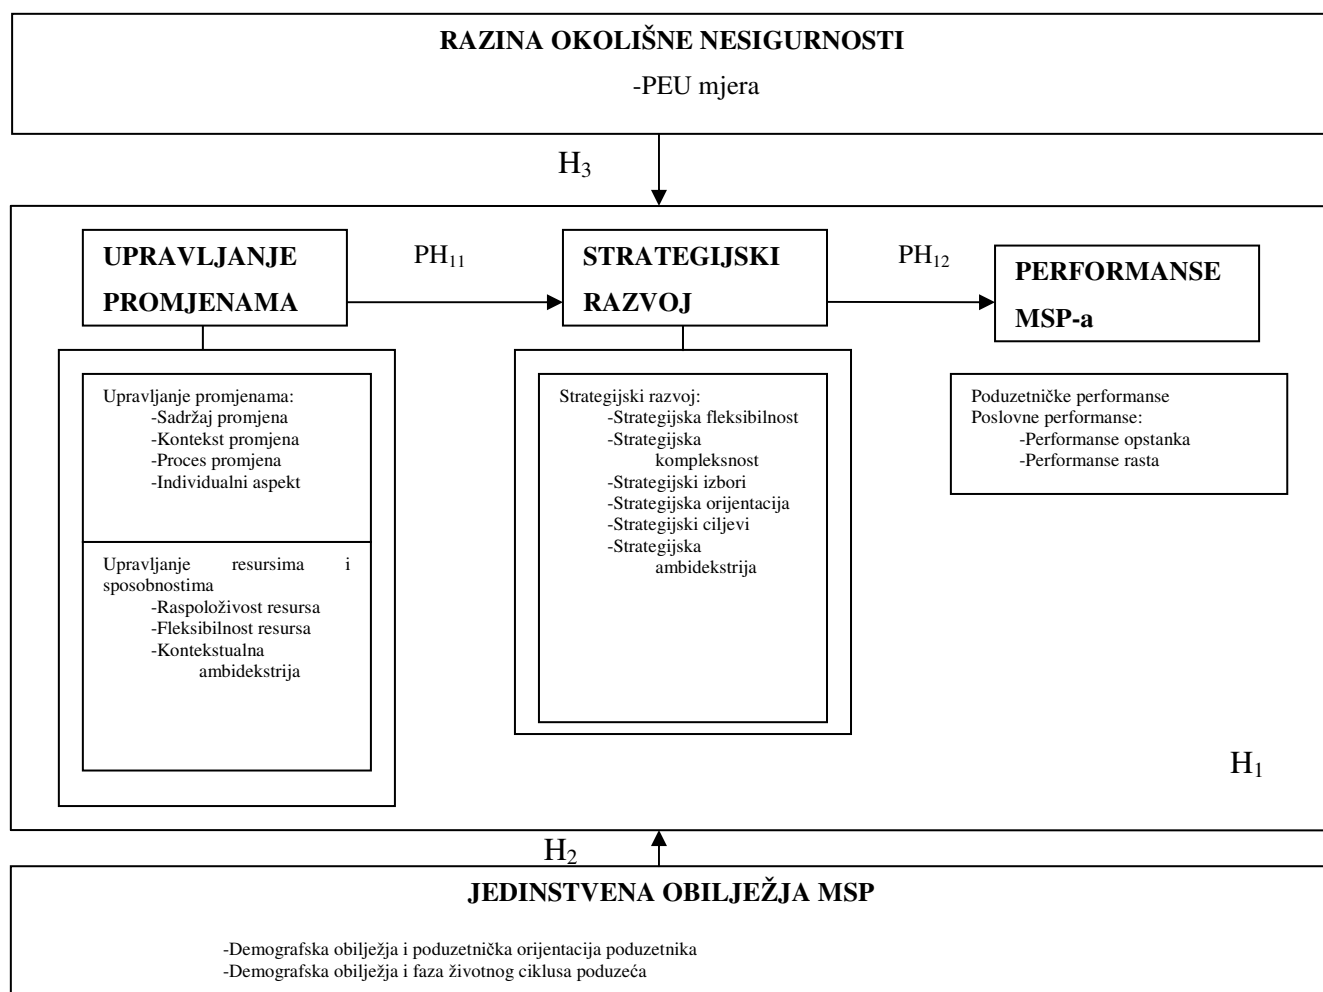 RAZINA OKOLIŠNE NESIGURNOSTI
-PEU mjera
H3
UPRAVLJANJE
PROMJENAMA
PH11
STRATEGIJSKI
RAZVOJ
PH12
PERFORMANSE
MSP-a
Upravljanje promjenama:
-Sadržaj promjena
-Kontekst promjena
-Proces promjena
-Individualni aspekt
Upravljanje resursima i
sposobnostima
-Raspoloživost resursa
-Fleksibilnost resursa
-Kontekstualna
ambidekstrija
Strategijski razvoj:
-Strategijska fleksibilnost
-Strategijska
kompleksnost
-Strategijski izbori
-Strategijska orijentacija
-Strategijski ciljevi
-Strategijska
ambidekstrija
Poduzetničke performanse
Poslovne performanse:
-Performanse opstanka
-Performanse rasta
H1
H2
JEDINSTVENA OBILJEŽJA MSP
-Demografska obilježja i poduzetnička orijentacija poduzetnika
-Demografska obilježja i faza životnog ciklusa poduzeća